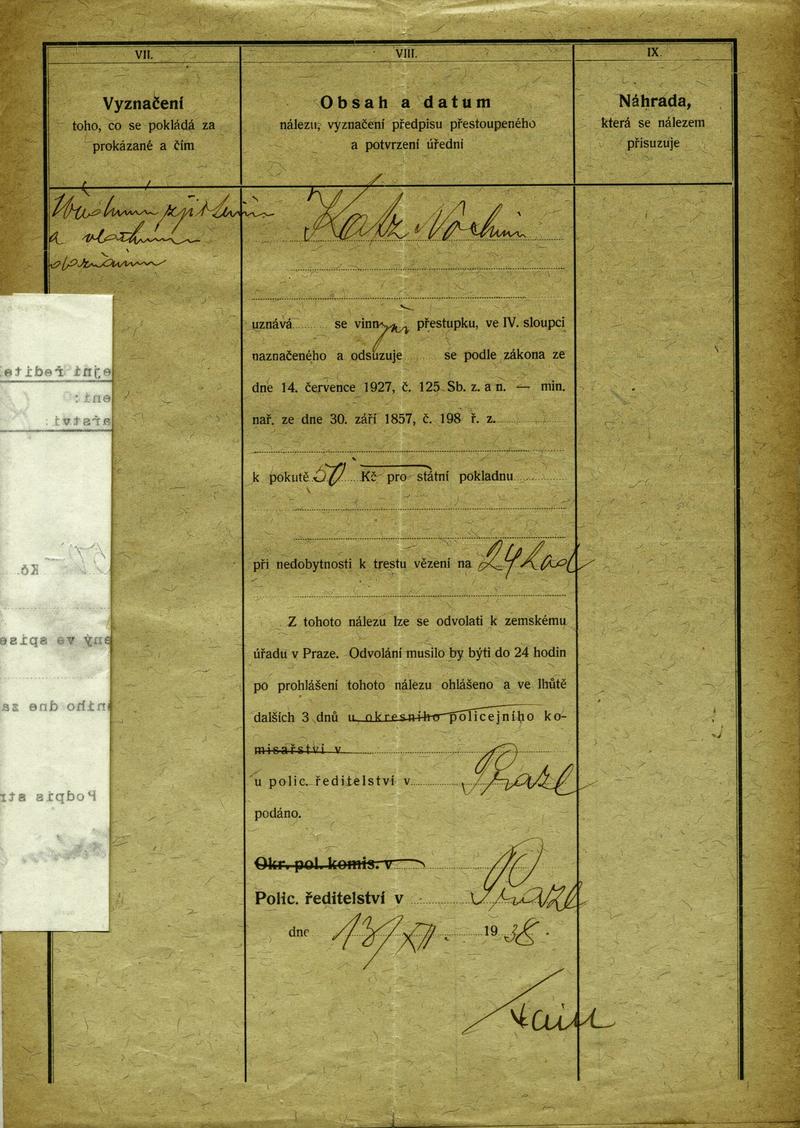 VII.
Vyznačení
toho, co se pokládá za
prokázané a čím
a vlastním
VIII.
Obsah a datum
nálezu, vyznačení předpisu přestoupeného
a potvrzení úřední
Katz Nochim
uznává se vinným přestupku, ve IV. sloupci
naznačeného a odsuzuje se podle zákona ze
dne 14. července 1927, č. 125 Sb. z. a n. — min.
nař. ze dne 30. září 1857, č. 198 ř. z.
k pokutě 50 Kč pro státní pokladnu
při nedobytnosti k trestu vězení na 24 hod
Z tohoto nálezu lze se odvolati k zemskému
úřadu v Praze. Odvolání musilo by býti do 24 hodin
po prohlášení tohoto nálezu ohlášeno a ve lhůtě
dalších 3 dnů u okresního policejního ko-
misařství v
u polic. ředitelství v Praze
podáno.
Okr. pol. komis. v
Polic. ředitelství v Praze
dne 13/XII. 1938.
IX.
Náhrada,
která se nálezem
přisuzuje
Kč.
Podpis